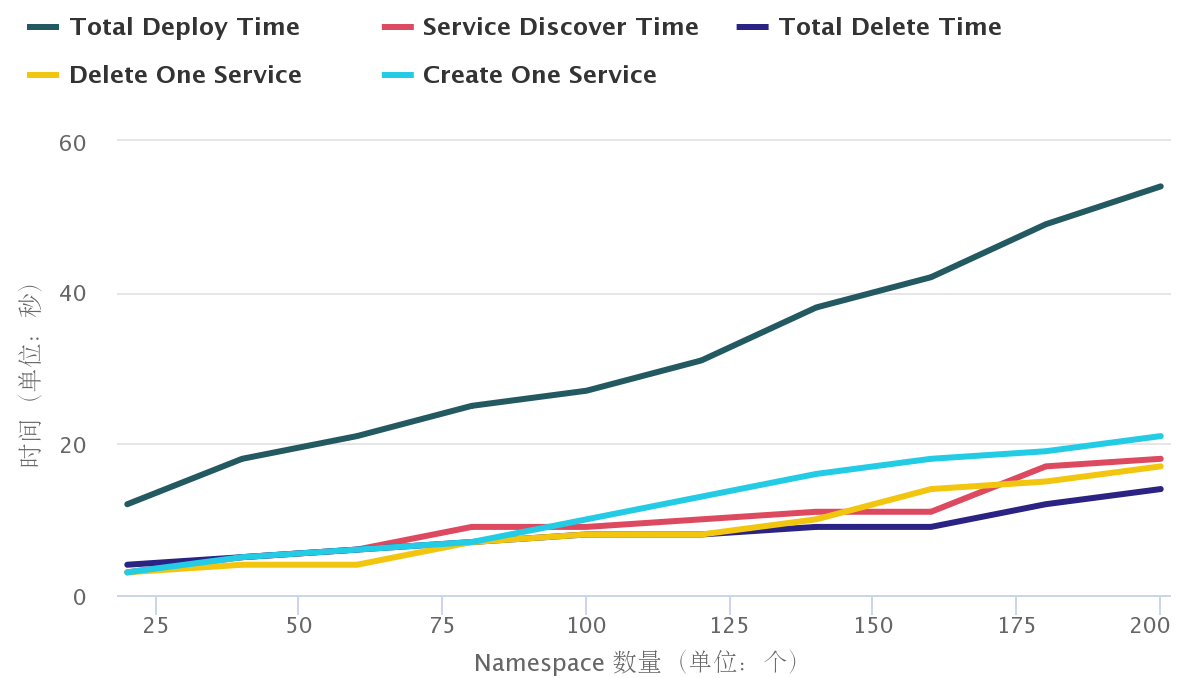 Total Deploy Time Service Discover Time Total Delete Time
Delete One Service Create One Service
60
40
20
0
时间（单位：秒）
25 50 75 100 125 150 175 200
Namespace 数量（单位：个）